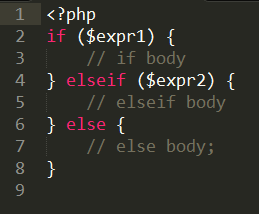 1 <?php
2 if ($expr1) {
3     // if body
4 } elseif ($expr2) {
5     // elseif body
6 } else {
7     // else body;
8 }
9